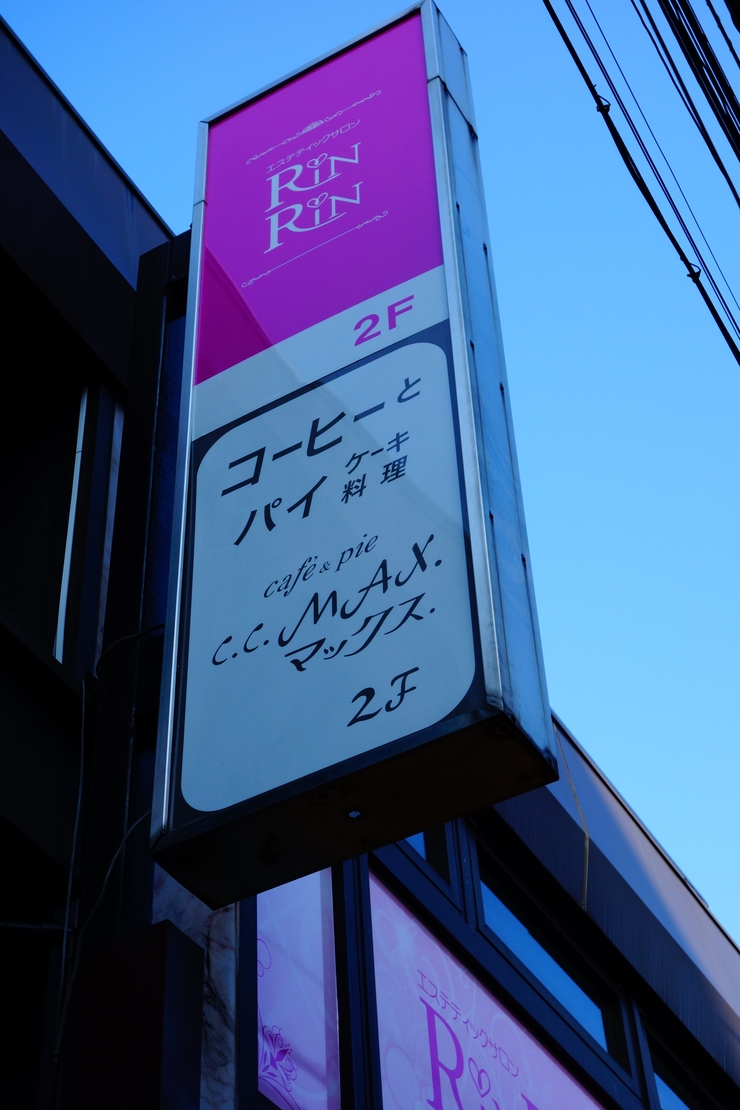 エステティックサロン
RiN
RiN
2F
コーヒーと
パイ ケーキ
料理
café & pie
C.C. MAX.
マックス.
2F
エステティックサロン